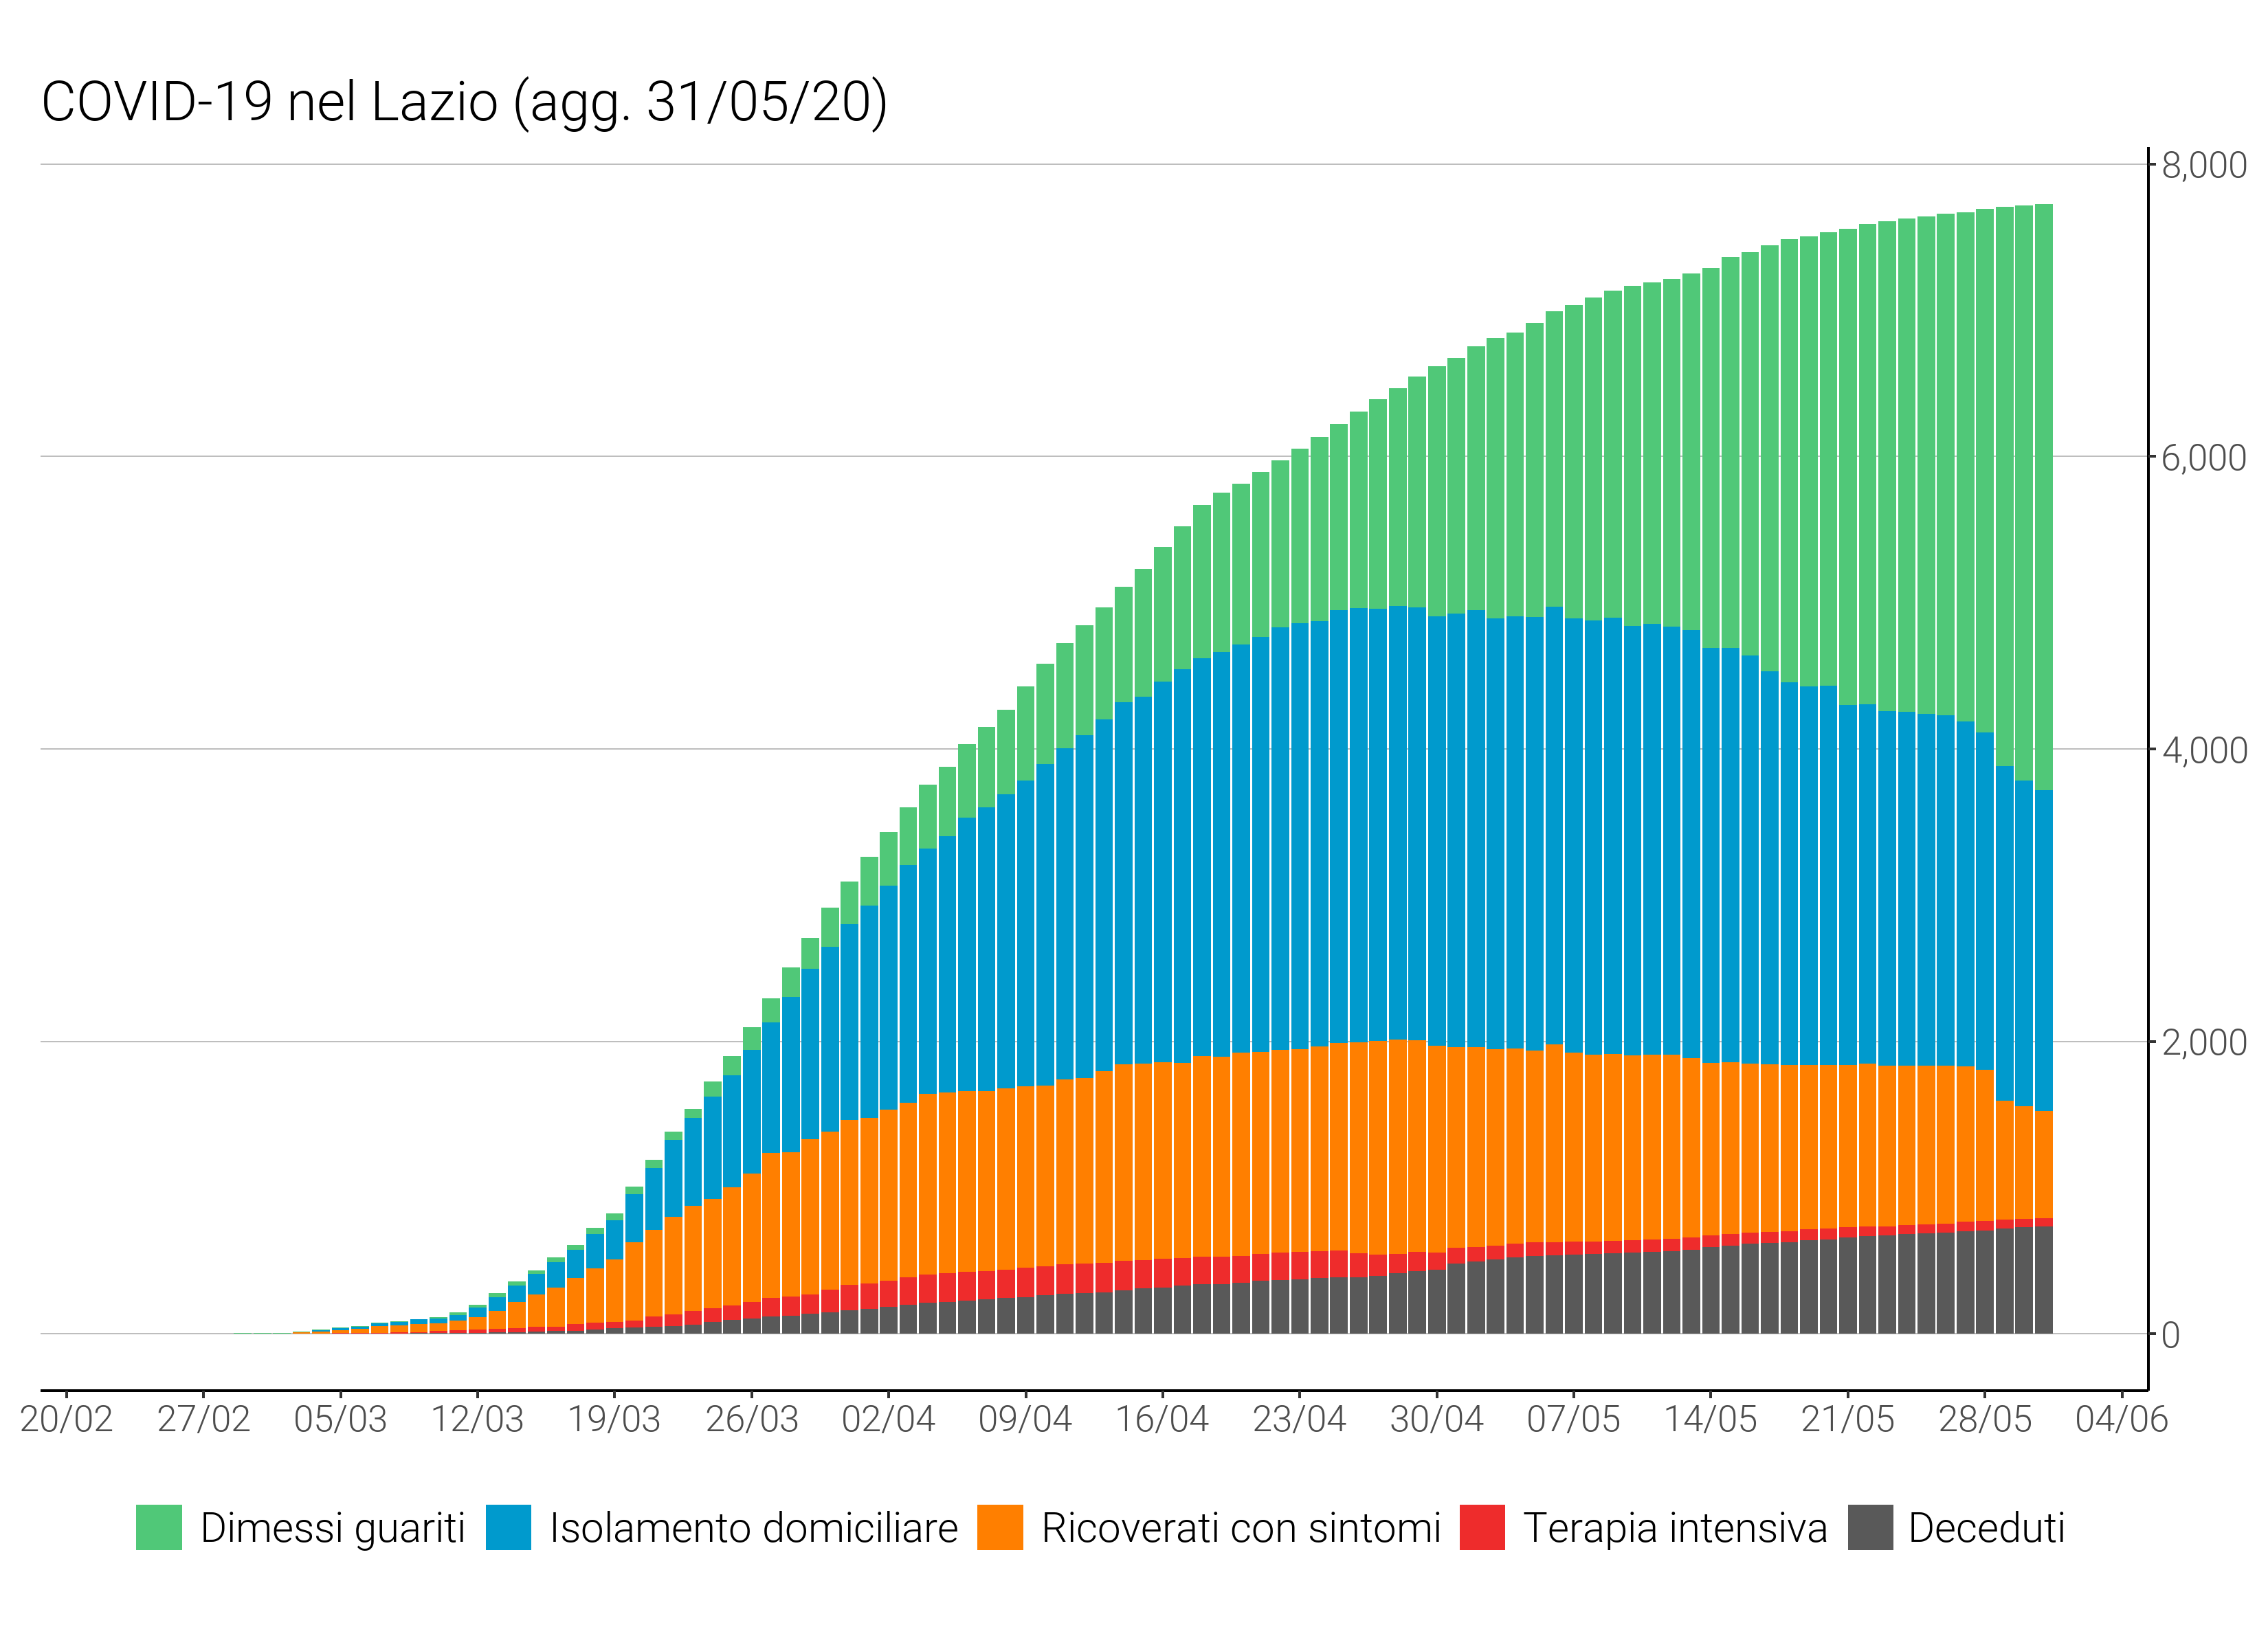 COVID-19 nel Lazio (agg. 31/05/20)
8,000
6,000
4,000
2,000
0
20/02 27/02 05/03 12/03 19/03 26/03 02/04 09/04 16/04 23/04 30/04 07/05 14/05 21/05 28/05 04/06
Dimessi guariti Isolamento domiciliare Ricoverati con sintomi Terapia intensiva Deceduti